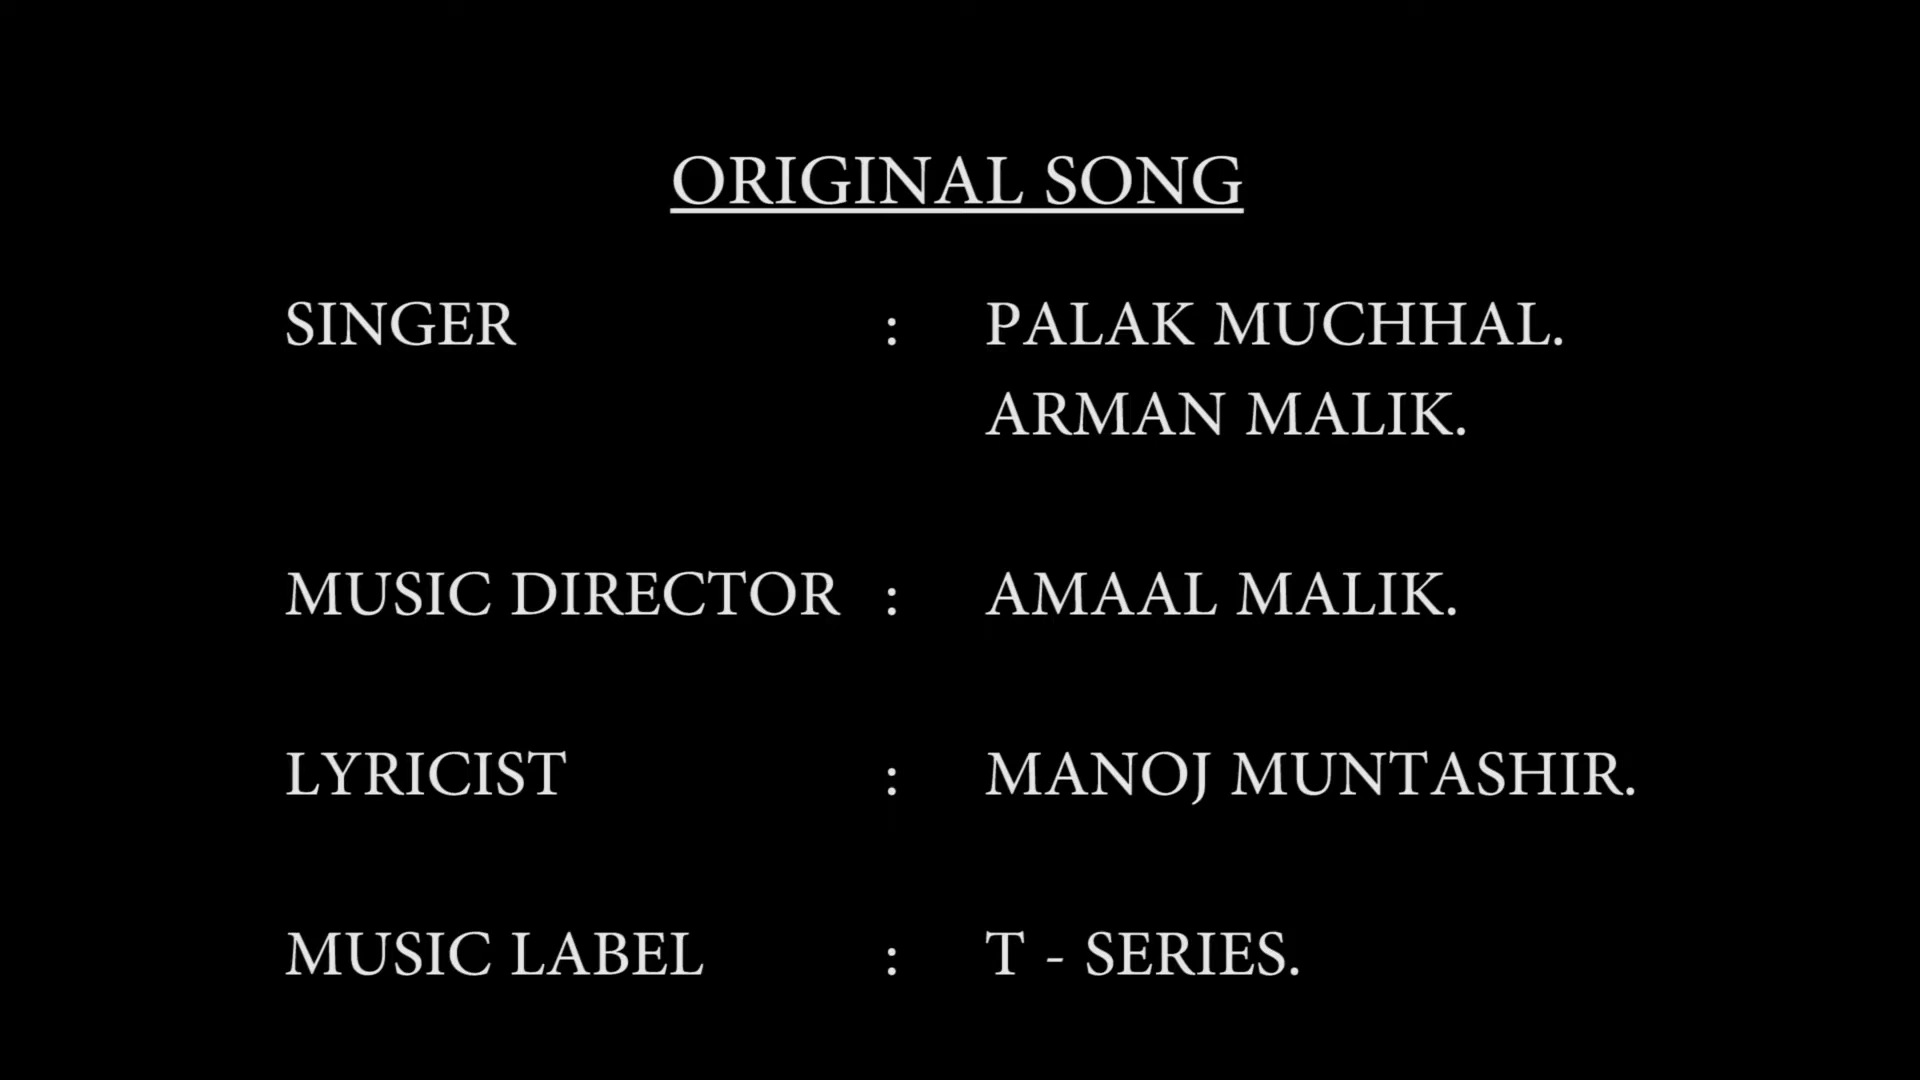 ORIGINAL SONG
SINGER : PALAK MUCHHAL.
ARMAN MALIK.
MUSIC DIRECTOR : AMAAL MALIK.
LYRICIST : MANOJ MUNTASHIR.
MUSIC LABEL : T - SERIES.